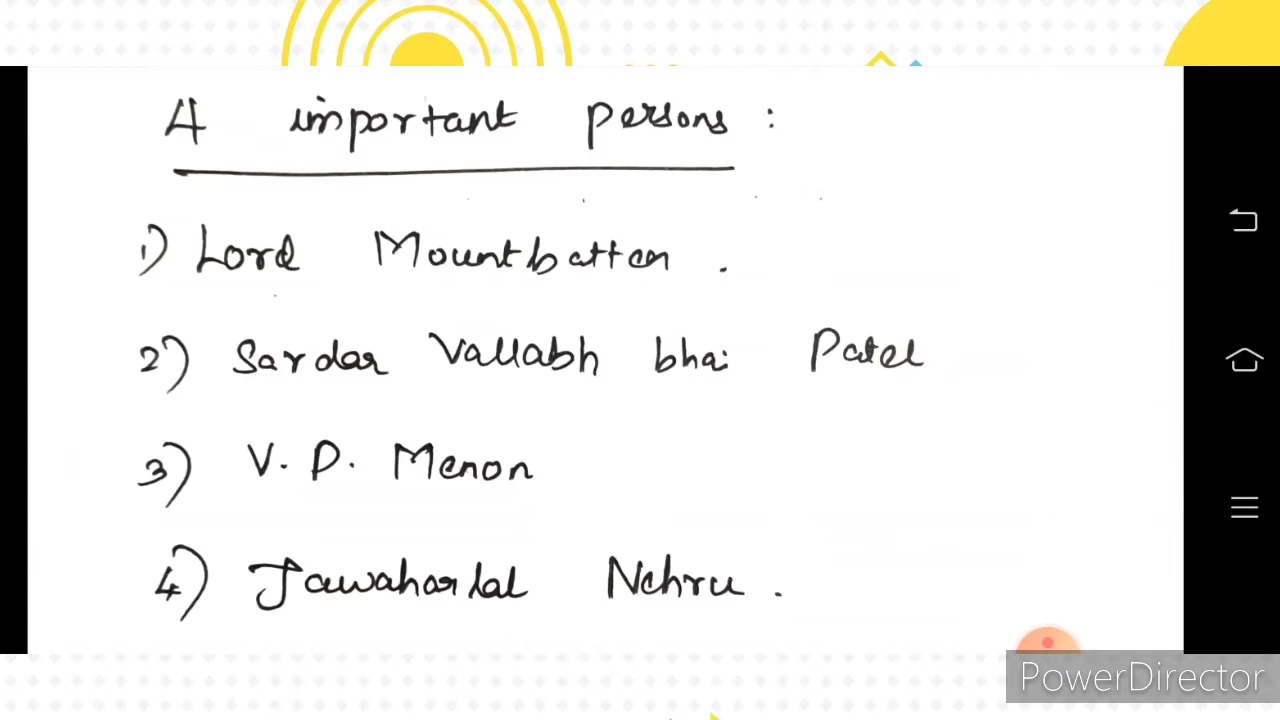 4 important persons :
1) Lord Mountbatten .
2) Sardar Vallabh bhai Patel
3) V. P. Menon
4) Jawaharlal Nehru .
PowerDirector